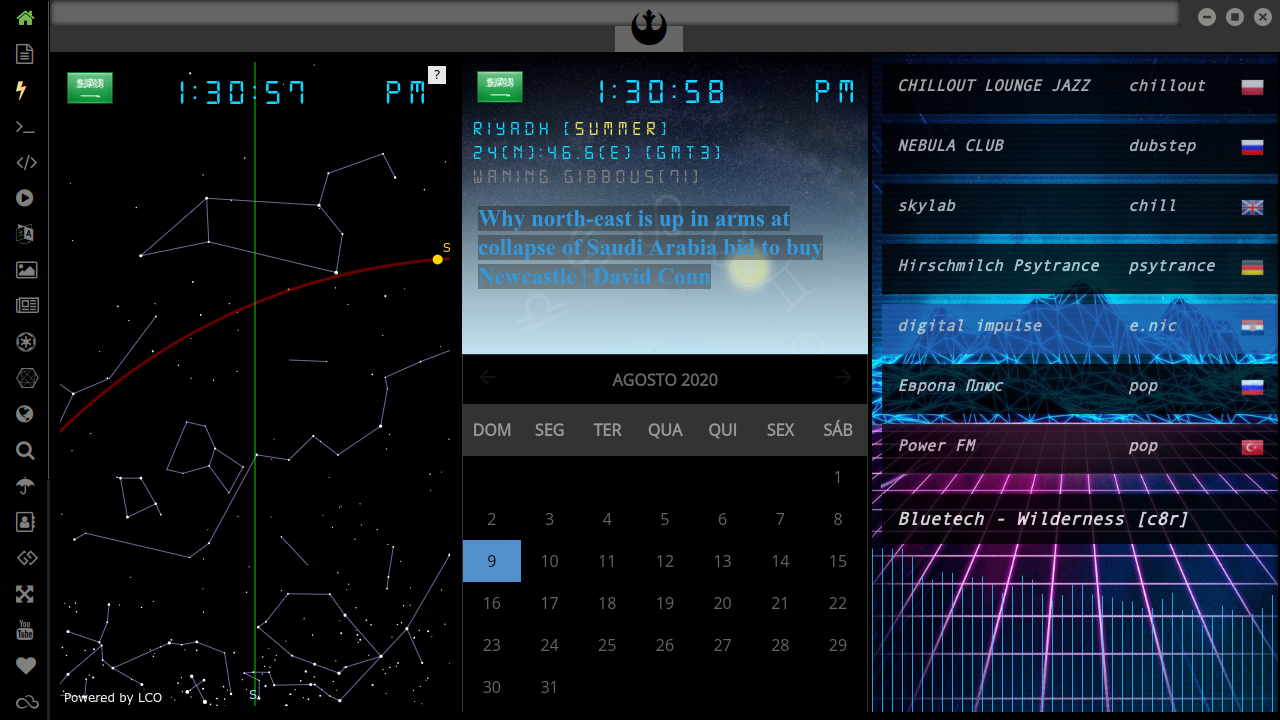 ?
1:30:57 PM
S
S
Powered by LCO
1:30:58 PM
RIYADH (SUMMER)
24(N):46.6(E) (GMT3)
WANING GIBBOUS(71)
Why north-east is up in arms at
collapse of Saudi Arabia bid to buy
Newcastle | David Conn
AGOSTO 2020
DOM SEG TER QUA QUI SEX SÁB
1
2 3 4 5 6 7 8
9 10 11 12 13 14 15
16 17 18 19 20 21 22
23 24 25 26 27 28 29
30 31
CHILLOUT LOUNGE JAZZ chillout
NEBULA CLUB dubstep
skylab chill
Hirschmilch Psytrance psytrance
digital impulse e.nic
Европа Плюс pop
Power FM pop
Bluetech - Wilderness [c8r]
You
Tube